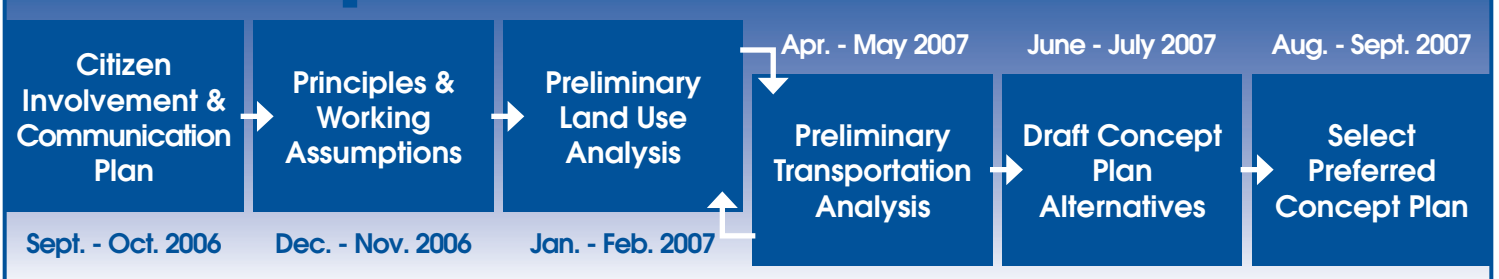 Citizen
Involvement &
Communication
Plan
Sept. - Oct. 2006
Principles &
Working
Assumptions
Dec. - Nov. 2006
Preliminary
Land Use
Analysis
Jan. - Feb. 2007
Apr. - May 2007
Preliminary
Transportation
Analysis
June - July 2007
Draft Concept
Plan
Alternatives
Aug. - Sept. 2007
Select
Preferred
Concept Plan